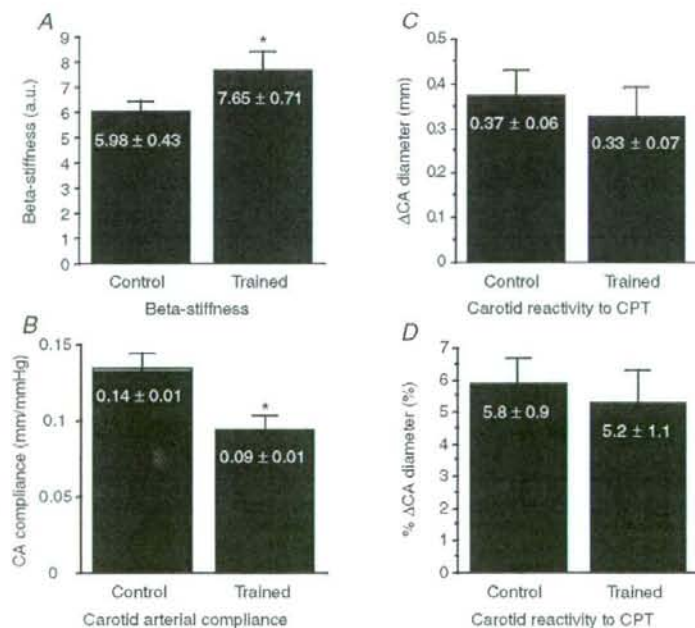 A
9
8
7
6
5
4
3
2
1
0
Beta-stiffness (a.u.)
5.98 ± 0.43
*
7.65 ± 0.71
Control Trained
Beta-stiffness
B
0.15
0.1
0.05
0
CA compliance (mm/mmHg)
0.14 ± 0.01
*
0.09 ± 0.01
Control Trained
Carotid arterial compliance
C
0.5
0.4
0.3
0.2
0.1
0
ΔCA diameter (mm)
0.37 ± 0.06
0.33 ± 0.07
Control Trained
Carotid reactivity to CPT
D
7
6
5
4
3
2
1
0
% ΔCA diameter (%)
5.8 ± 0.9
5.2 ± 1.1
Control Trained
Carotid reactivity to CPT